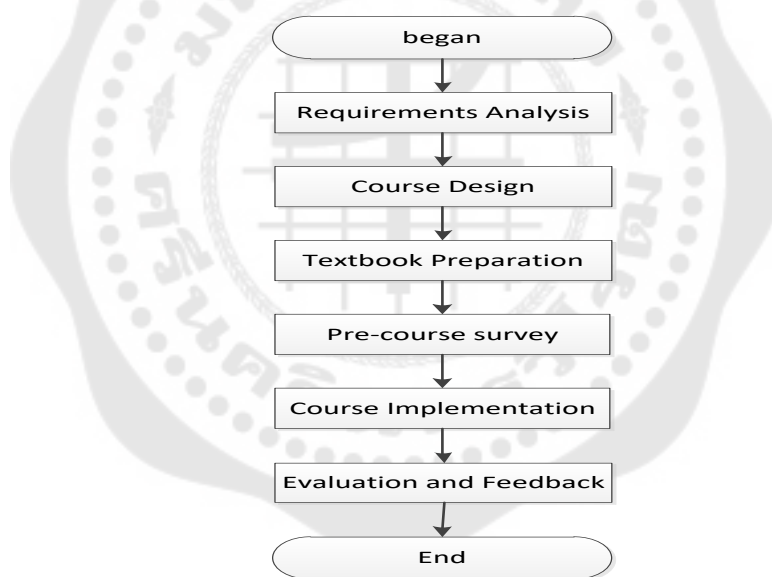 began
Requirements Analysis
Course Design
Textbook Preparation
Pre-course survey
Course Implementation
Evaluation and Feedback
End